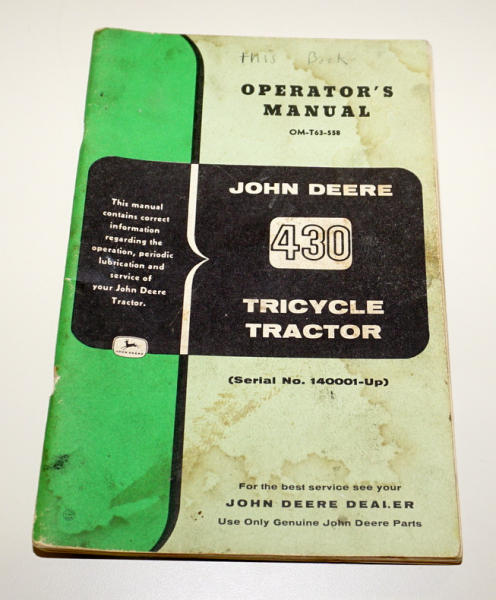 This Book
OPERATOR'S
MANUAL
OM-T63-558
This manual
contains correct
information
regarding the
operation, periodic
lubrication and
service of
your John Deere
Tractor.
JOHN DEERE
JOHN DEERE
430
TRICYCLE
TRACTOR
(Serial No. 140001-Up)
For the best service see your
JOHN DEERE DEALER
Use Only Genuine John Deere Parts